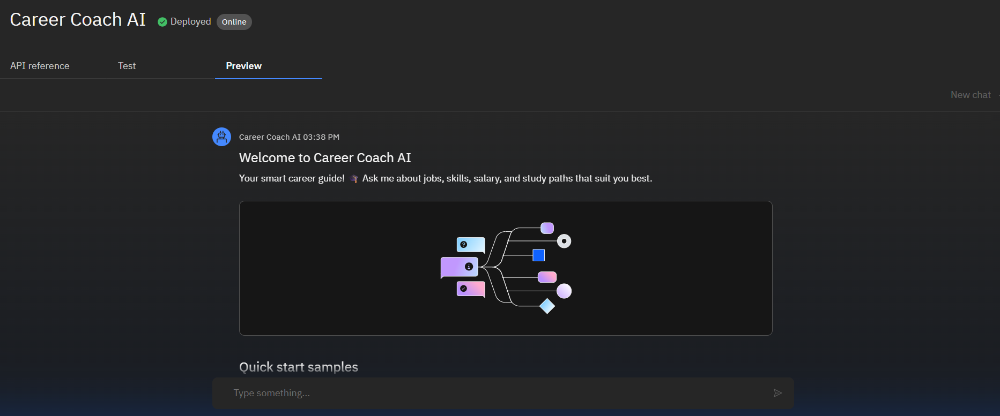 Career Coach AI Deployed Online
API reference Test Preview
New chat
Career Coach AI 03:38 PM
Welcome to Career Coach AI
Your smart career guide! 🎓 Ask me about jobs, skills, salary, and study paths that suit you best.
?
i
Quick start samples
Type something...